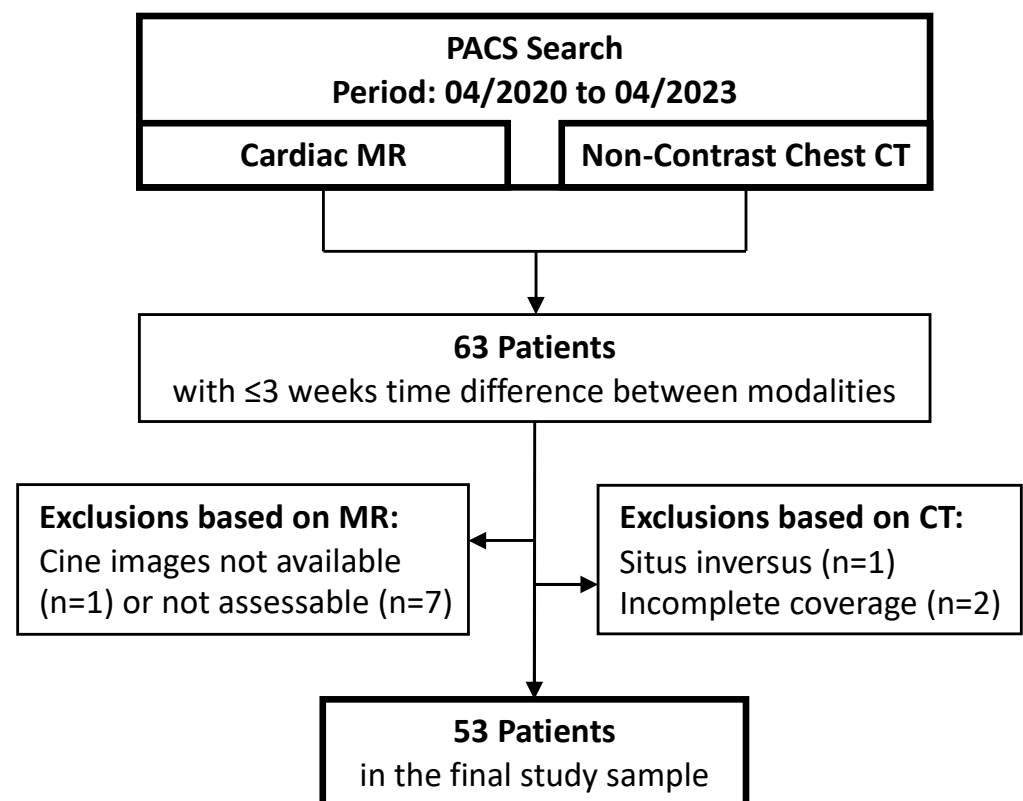 PACS Search
Period: 04/2020 to 04/2023
Cardiac MR
Non-Contrast Chest CT
63 Patients
with ≤3 weeks time difference between modalities
Exclusions based on MR:
Cine images not available
(n=1) or not assessable (n=7)
Exclusions based on CT:
Situs inversus (n=1)
Incomplete coverage (n=2)
53 Patients
in the final study sample